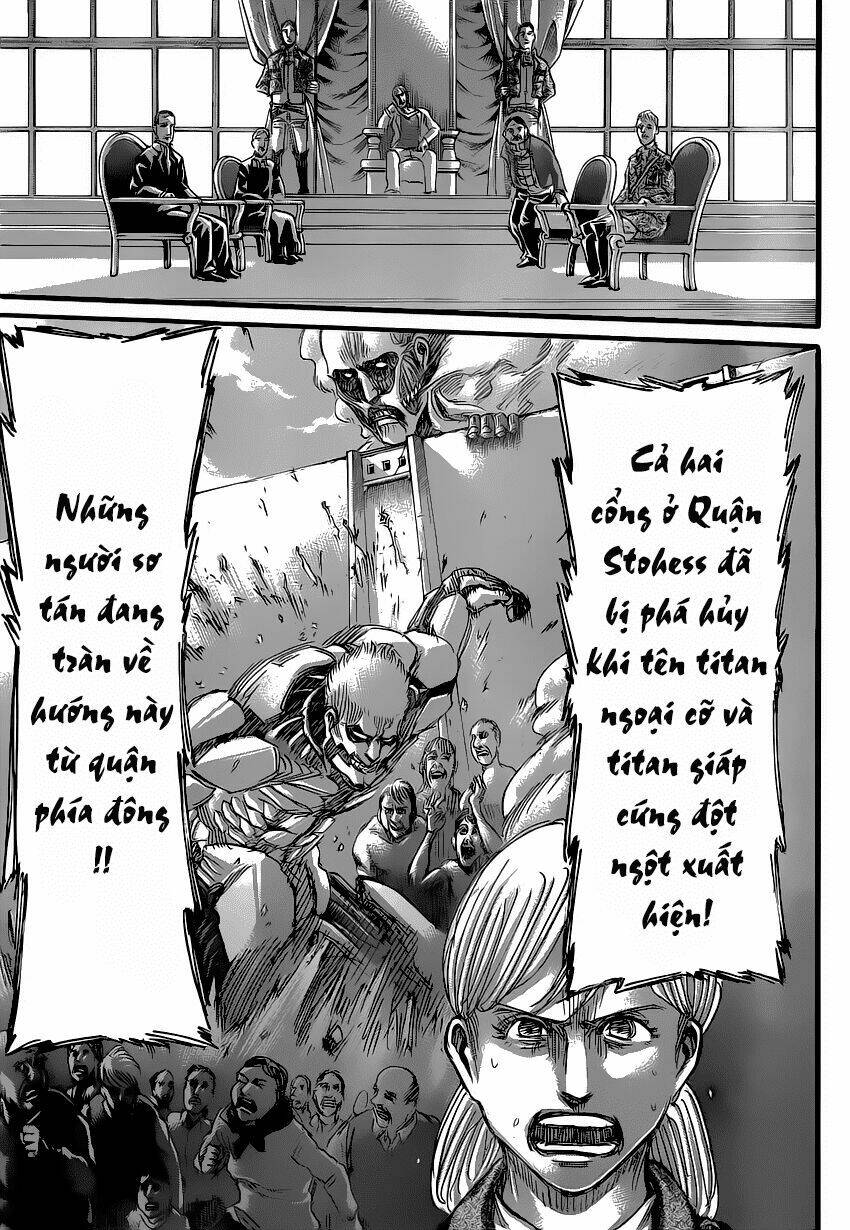 Cả hai
cổng ở Quận
Stohess đã
bị phá hủy
khi tên titan
ngoại cỡ và
titan giáp
cứng đột
ngột xuất
hiện!
Những
người sơ
tán đang
tràn về
hướng này
từ quận
phía đông
!!